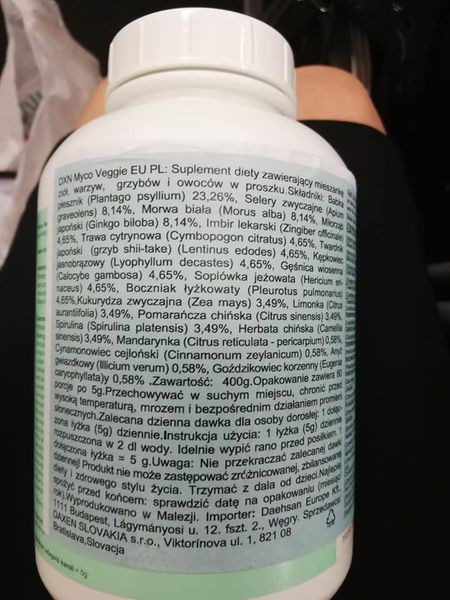 DXN Myco Veggie EU PL: Suplement diety zawierający mieszankę
ziół, warzyw, grzybów i owoców w proszku.Składniki: Babka
płesznik (Plantago psyllium) 23,26%, Selery zwyczajne (Apium
graveolens) 8,14%, Morwa biała (Morus alba) 8,14%, Miłorząb
japoński (Ginkgo biloba) 8,14%, Imbir lekarski (Zingiber officinale)
4,65%, Trawa cytrynowa (Cymbopogon citratus) 4,65%, Twardnik
japoński (grzyb shii-take) (Lentinus edodes) 4,65%, Kępkowiec
jasnobrązowy (Lyophyllum decastes) 4,65%, Gęśnica wiosenna
(Calocybe gambosa) 4,65%, Soplówka jeżowata (Hericium eri-
naceus) 4,65%, Boczniak łyżkowaty (Pleurotus pulmonarius)
4,65%,Kukurydza zwyczajna (Zea mays) 3,49%, Limonka (Citrus
aurantiifolia) 3,49%, Pomarańcza chińska (Citrus sinensis) 3,49%,
Spirulina (Spirulina platensis) 3,49%, Herbata chińska (Camellia
sinensis) 3,49%, Mandarynka (Citrus reticulata - pericarpium) 0,58%,
Cynamonowiec cejloński (Cinnamonum zeylanicum) 0,58%, Anyż
gwiazdkowy (Illicium verum) 0,58%, Goździkowiec korzenny (Eugenia
caryophyllata)y 0,58% .Zawartość: 400g.Opakowanie zawiera 80
porcje po 5g.Przechowywać w suchym miejscu, chronić przed
wysoką temperaturą, mrozem i bezpośrednim działaniem promieni
słonecznych.Zalecana dzienna dawka dla osoby dorosłej: 1 dołąc-
zona łyżka (5g) dziennie.Instrukcja użycia: 1 łyżka (5g) dziennie
rozpuszczona w 2 dl wody. Idelnie wypić rano przed posiłkiem. 1
dołączona łyżka = 5 g.Uwaga: Nie przekraczać zalecanej dawki
dziennej! Produkt nie może zastępować zróżnicowanej, zbilansowanej
diety i zdrowego stylu życia. Trzymać z dala od dzieci.Najlepiej
spożyć przed końcem: sprawdzić datę na opakowaniu (miesiąc/
rok).Wyprodukowano w Malezji. Importer: Daehsan Europe Kft.,
1111 Budapest, Lágymányosi u. 12. fszt. 2., Węgry. Sprzedawca:
DAXEN SLOVAKIA s.r.o., Viktorínova ul. 1, 821 08
Bratislava,Slovacja
kanál = 5g